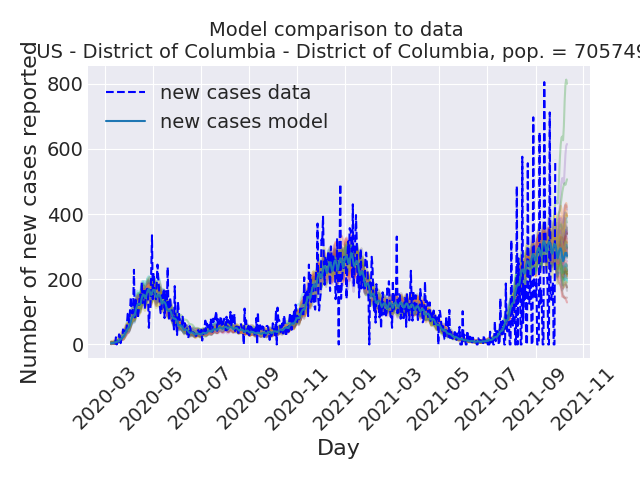 Model comparison to data
US - District of Columbia - District of Columbia, pop. = 705749
Number of new cases reported
800
600
400
200
0
new cases data
new cases model
2020-03
2020-05
2020-07
2020-09
2020-11
2021-01
2021-03
2021-05
2021-07
2021-09
2021-11
Day